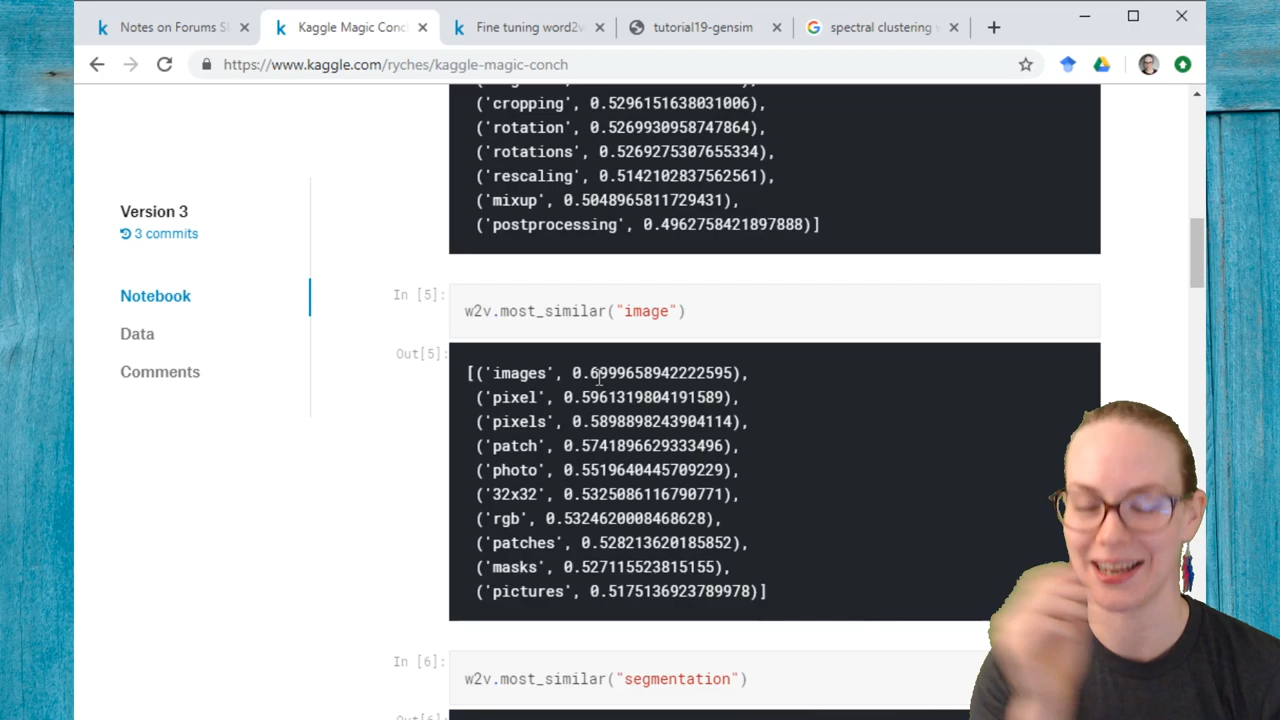 Notes on Forums S
Kaggle Magic Conc
Fine tuning word2v
tutorial19-gensim
spectral clustering
https://www.kaggle.com/ryches/kaggle-magic-conch
('cropping', 0.5296151638031006),
('rotation', 0.5269930958747864),
('rotations', 0.5269275307655334),
('rescaling', 0.5142102837562561),
('mixup', 0.5048965811729431),
('postprocessing', 0.4962758421897888)]
Version 3
3 commits
Notebook
Data
Comments
In [5]:
w2v.most_similar("image")
Out[5]:
[('images', 0.6999658942222595),
('pixel', 0.5961319804191589),
('pixels', 0.5898898243904114),
('patch', 0.5741896629333496),
('photo', 0.5519640445709229),
('32x32', 0.5325086116790771),
('rgb', 0.5324620008468628),
('patches', 0.528213620185852),
('masks', 0.527115523815155),
('pictures', 0.5175136923789978)]
In [6]:
w2v.most_similar("segmentation")